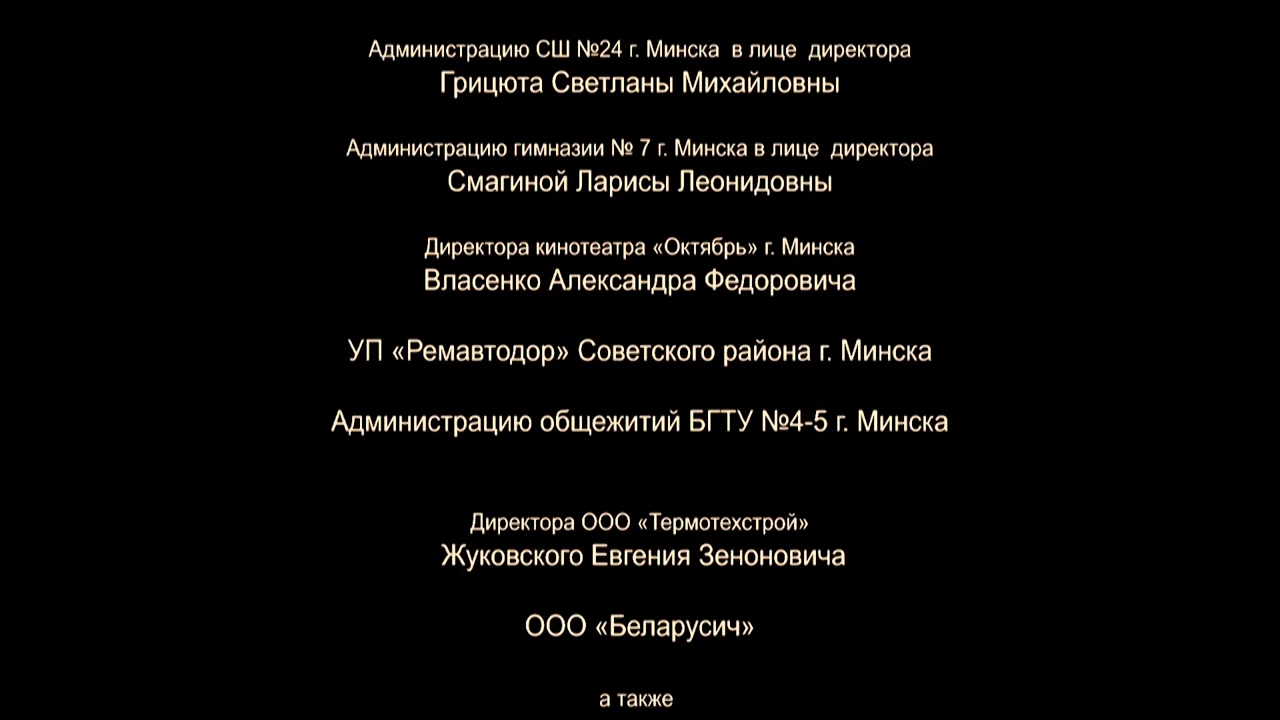 Администрацию СШ №24 г. Минска в лице директора
Грицюта Светланы Михайловны
Администрацию гимназии № 7 г. Минска в лице директора
Смагиной Ларисы Леонидовны
Директора кинотеатра «Октябрь» г. Минска
Власенко Александра Федоровича
УП «Ремавтодор» Советского района г. Минска
Администрацию общежитий БГТУ №4-5 г. Минска
Директора ООО «Термотехстрой»
Жуковского Евгения Зеноновича
ООО «Беларусич»
а также